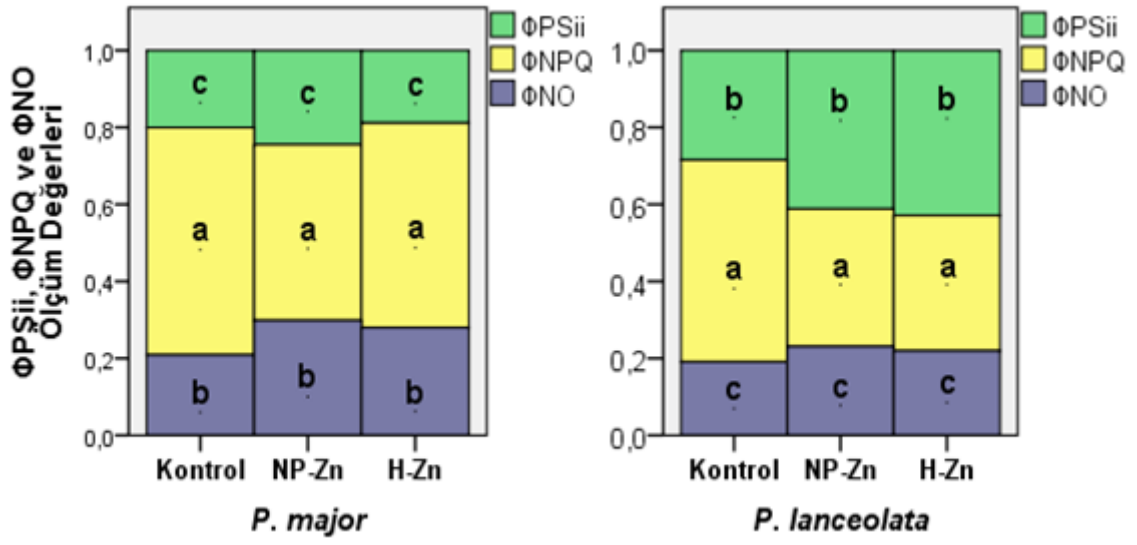 ΦPSii, ΦNPQ ve ΦNO
Ölçüm Değerleri
1,0
0,8
0,6
0,4
0,2
0,0
c
c
c
a
a
a
b
b
b
Kontrol NP-Zn H-Zn
P. major
ΦPSii
ΦNPQ
ΦNO
1,0
0,8
0,6
0,4
0,2
0,0
b
b
b
a
a
a
c
c
c
Kontrol NP-Zn H-Zn
P. lanceolata
ΦPSii
ΦNPQ
ΦNO